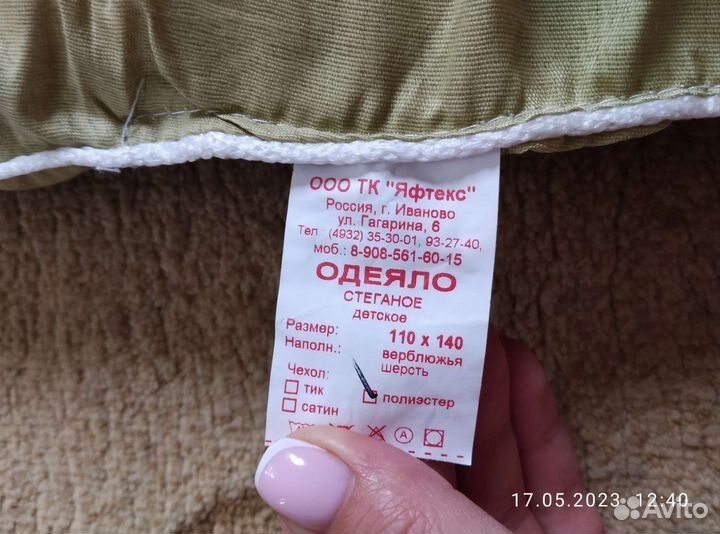 ООО ТК "Яфтекс"
Россия, г. Иваново
ул. Гагарина, 6
Тел. (4932) 35-30-01, 93-27-40,
моб.: 8-908-561-60-15
ОДЕЯЛО
СТЕГАНОЕ
детское
Размер: 110 x 140
Наполн.: верблюжья
шерсть
Чехол:
тик
полиэстер
сатин
A
17.05.2023 12:40
Avito